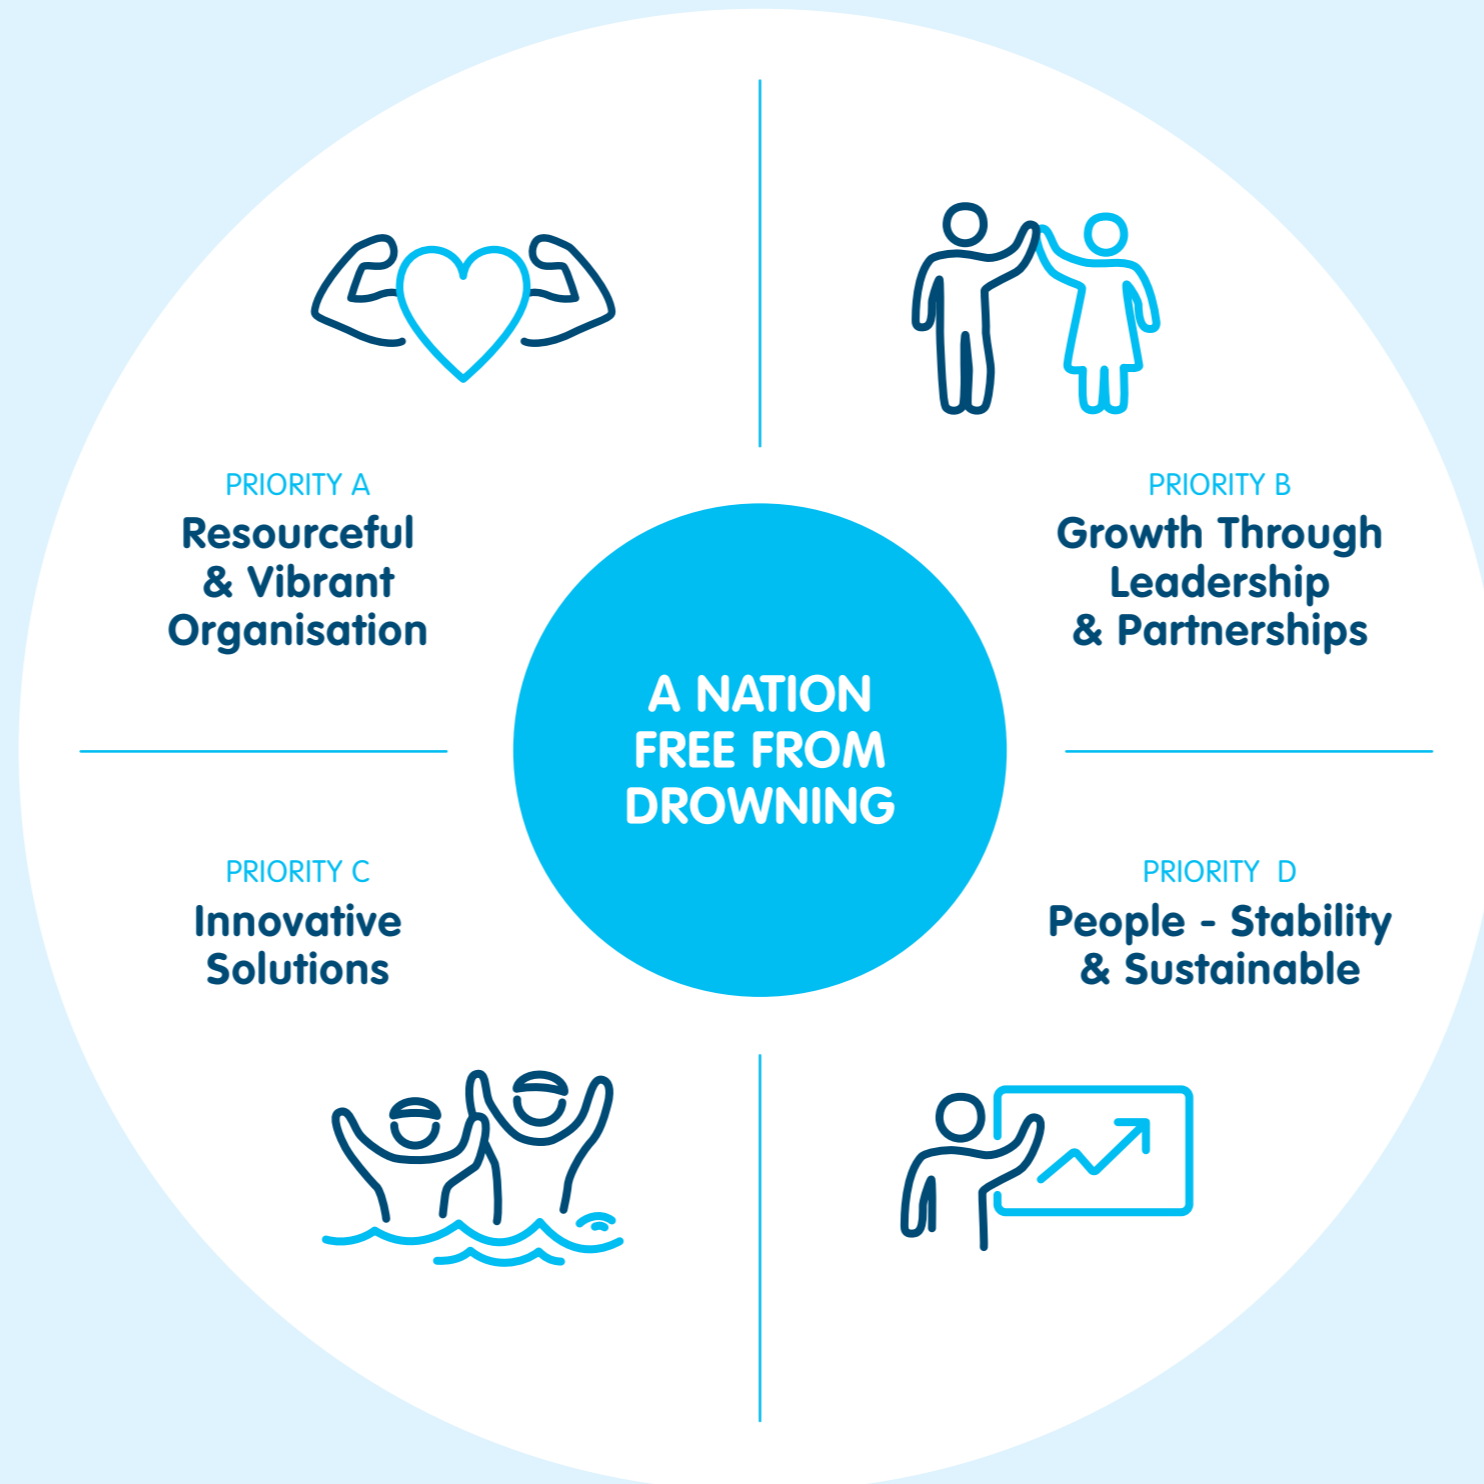 PRIORITY A
Resourceful
& Vibrant
Organisation
PRIORITY B
Growth Through
Leadership
& Partnerships
A NATION
FREE FROM
DROWNING
PRIORITY C
Innovative
Solutions
PRIORITY D
People - Stability
& Sustainable